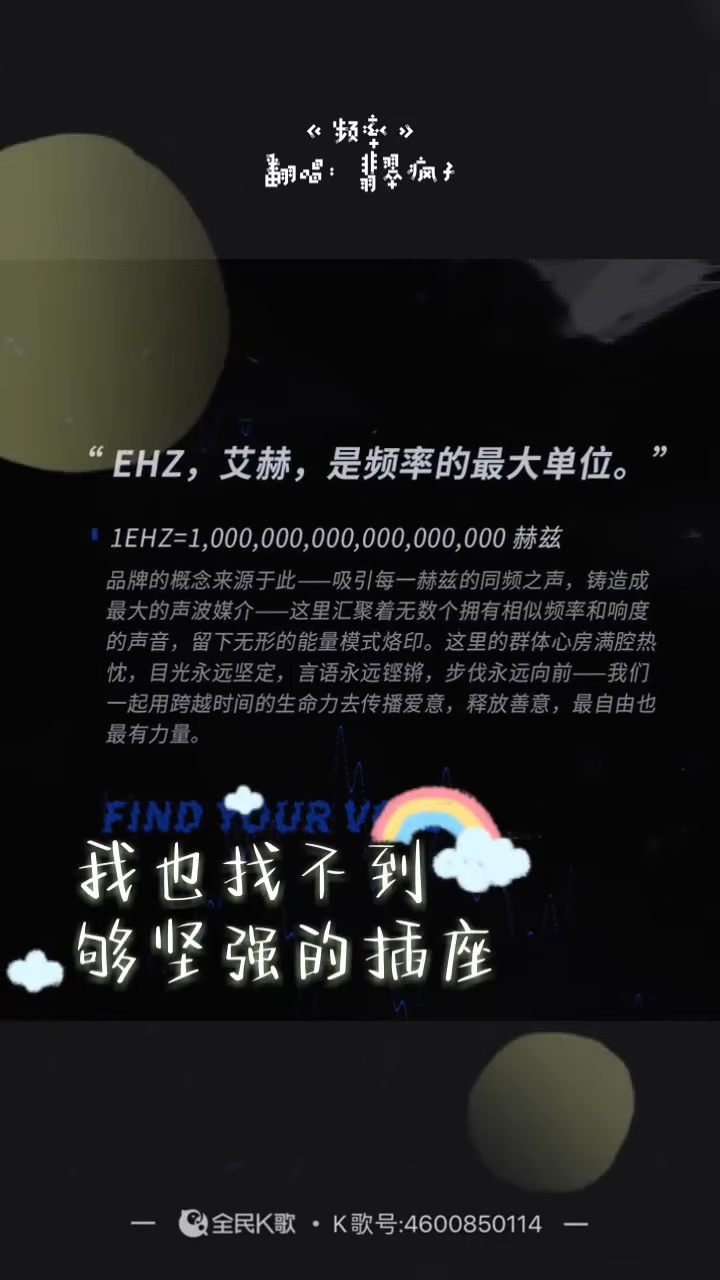 《频率》
翻唱：翡翠疯子
“EHZ，艾赫，是频率的最大单位。”
1EHZ=1,000,000,000,000,000,000 赫兹
品牌的概念来源于此——吸引每一赫兹的同频之声，铸造成
最大的声波媒介——这里汇聚着无数个拥有相似频率和响度
的声音，留下无形的能量模式烙印。这里的群体心房满腔热
忱，目光永远坚定，言语永远铿锵，步伐永远向前——我们
一起用跨越时间的生命力去传播爱意，释放善意，最自由也
最有力量。
FIND YOUR
我也找不到
够坚强的插座
全民K歌 · K歌号:4600850114